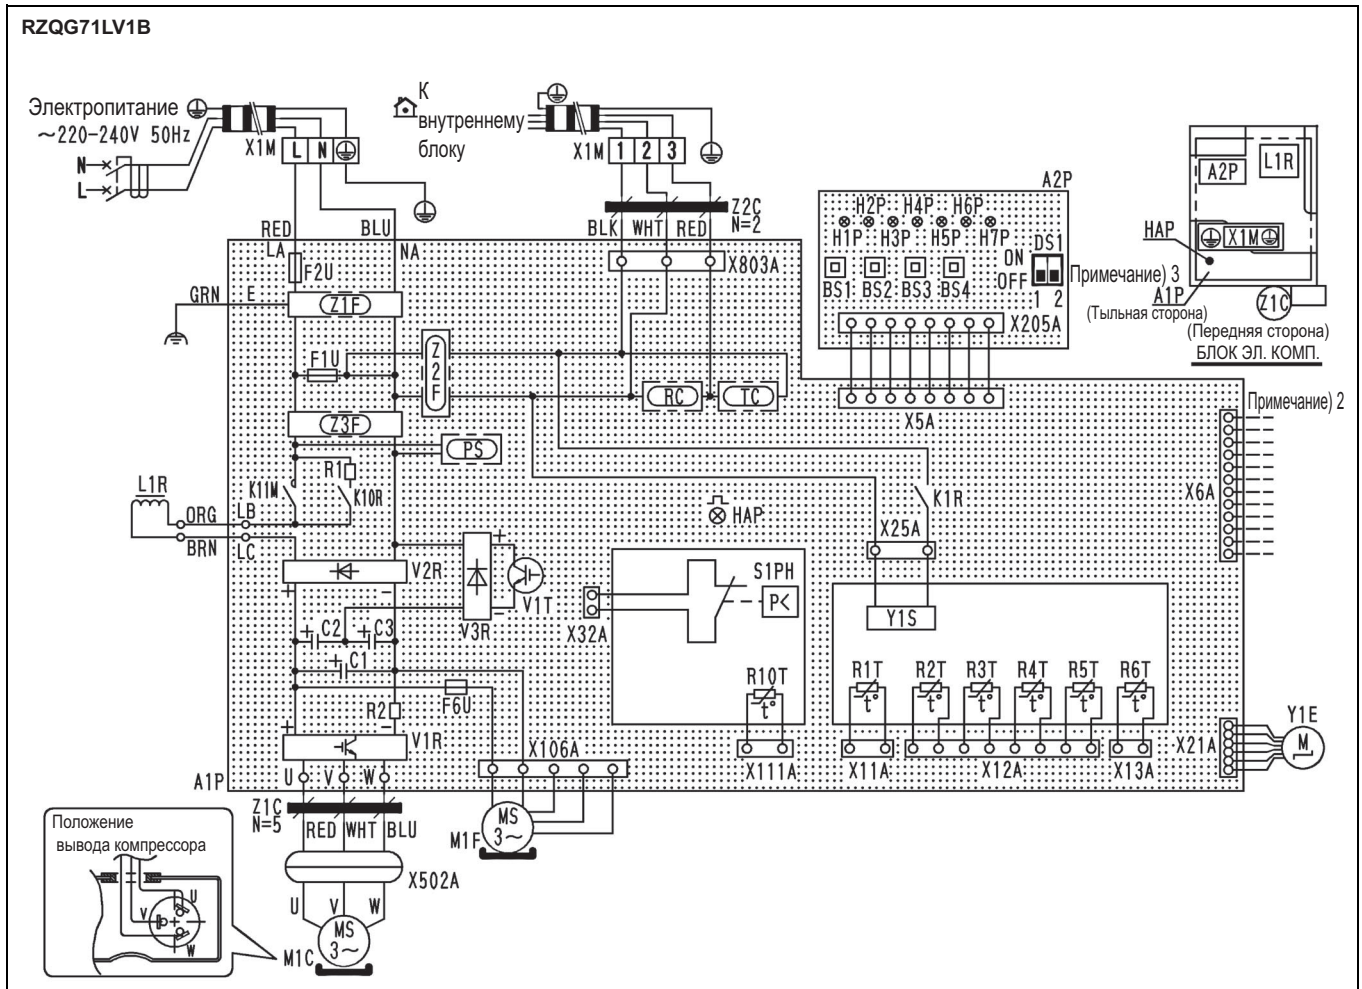 RZQG71LV1B
Электропитание
~220-240V 50Hz
N
L
X1M L N
К
внутреннему
блоку
X1M 1 2 3
RED BLU
LA NA
BLK WHT RED
Z2C
N=2
X803A
A2P
H2P H4P H6P
H1P H3P H5P H7P
DS1
ON
OFF
1 2
BS1 BS2 BS3 BS4
Примечание) 3
X205A
A2P L1R
HAP
X1M
A1P
(Тыльная сторона)
Z1C
(Передняя сторона)
БЛОК ЭЛ. КОМП.
F2U
GRN E
Z1F
F1U
Z2F
RC TC
X5A
Примечание) 2
Z3F
PS
R1
K11M K10R
L1R
ORG LB
BRN LC
HAP
K1R
X25A
X6A
V2R
+ -
+
V1T
-
V3R
+ C2 + C3
+ C1
S1PH
P<
X32A
Y1S
R10T
t°
R1T R2T R3T R4T R5T R6T
t° t° t° t° t° t°
F6U
R2
+ -
V1R
X106A
X111A X11A X12A X13A
X21A
Y1E
M
U V W
A1P
Z1C
N=5
RED WHT BLU
MS
3~
M1F
X502A
U V W
MS
3~
M1C
Положение
вывода компрессора
U
V
W